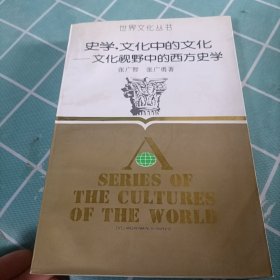 世界文化丛书
史学,文化中的文化
——文化视野中的西方史学
张广智 张广勇著
A
SERIES OF
THE CULTURES
OF THE WORLD